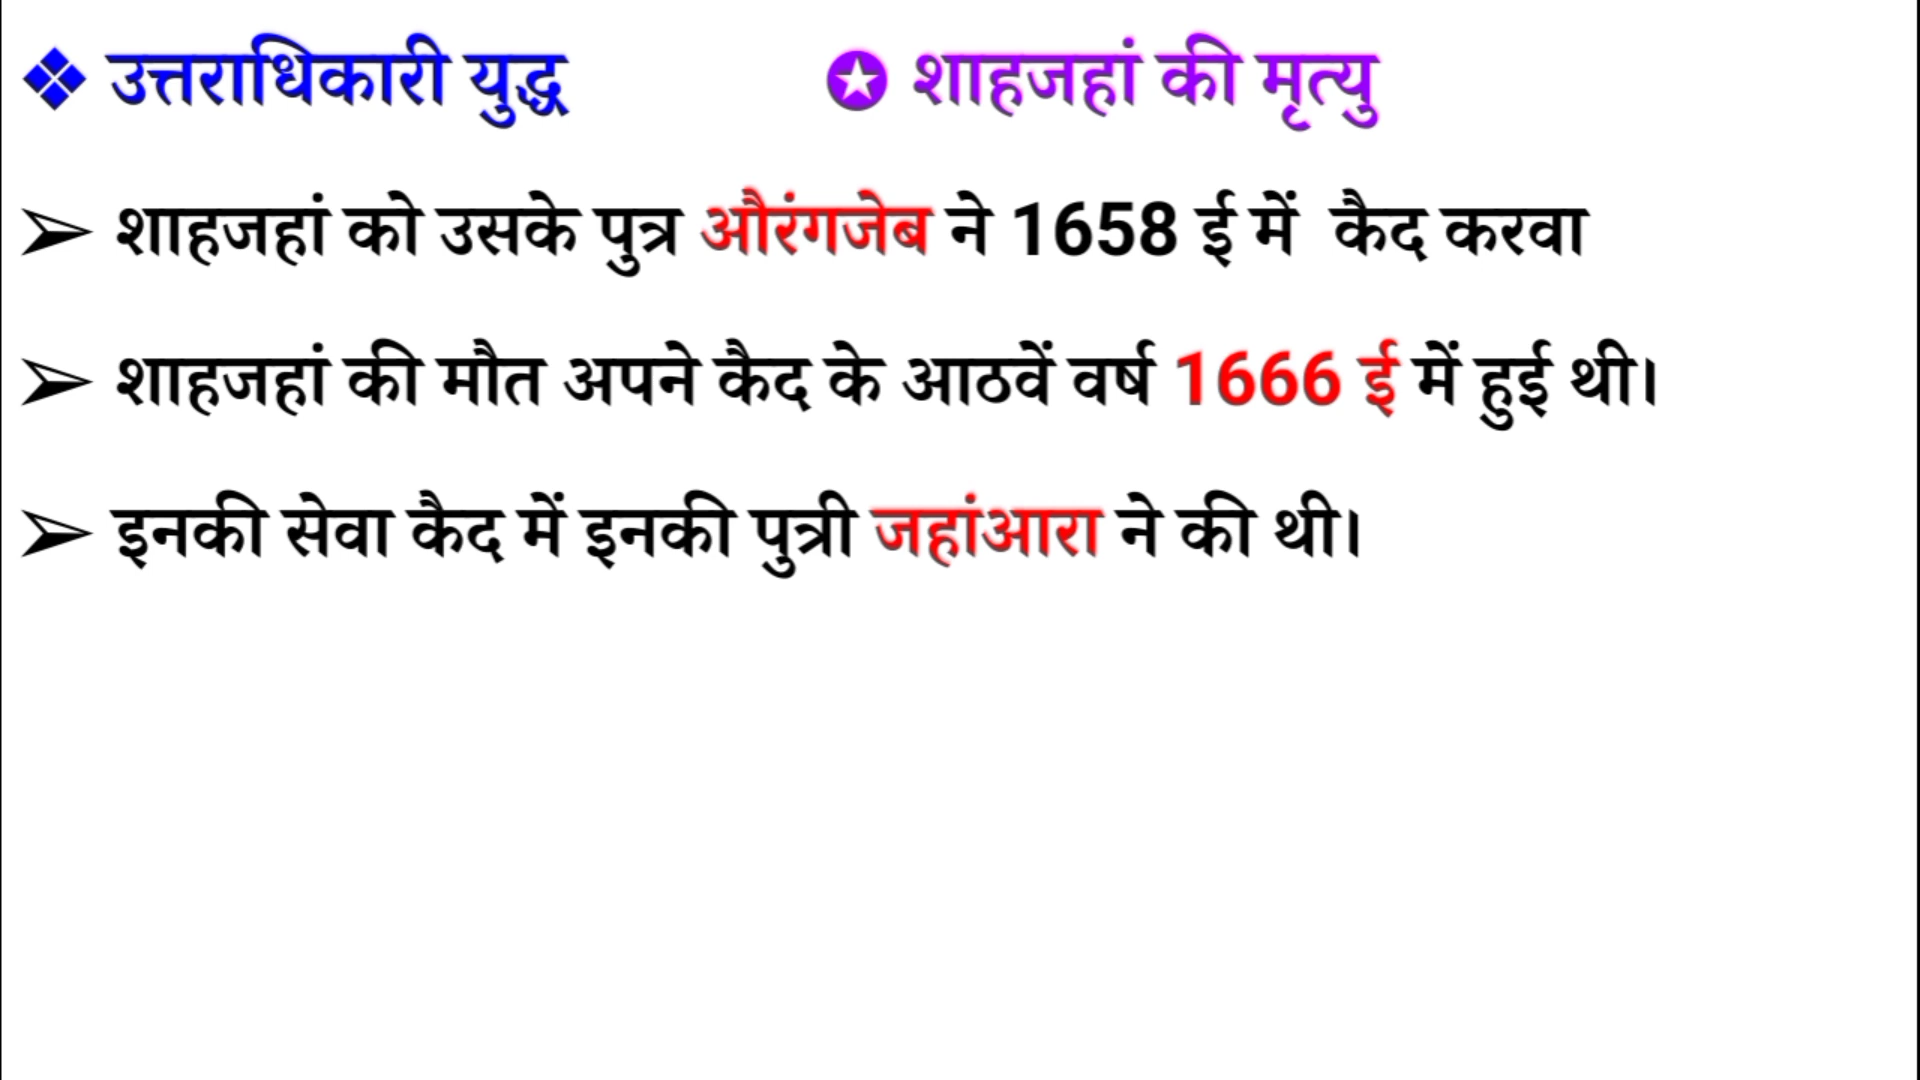 ❖ उत्तराधिकारी युद्ध ✪ शाहजहां की मृत्यु
➢ शाहजहां को उसके पुत्र औरंगजेब ने 1658 ई में कैद करवा
➢ शाहजहां की मौत अपने कैद के आठवें वर्ष 1666 ई में हुई थी।
➢ इनकी सेवा कैद में इनकी पुत्री जहांआरा ने की थी।